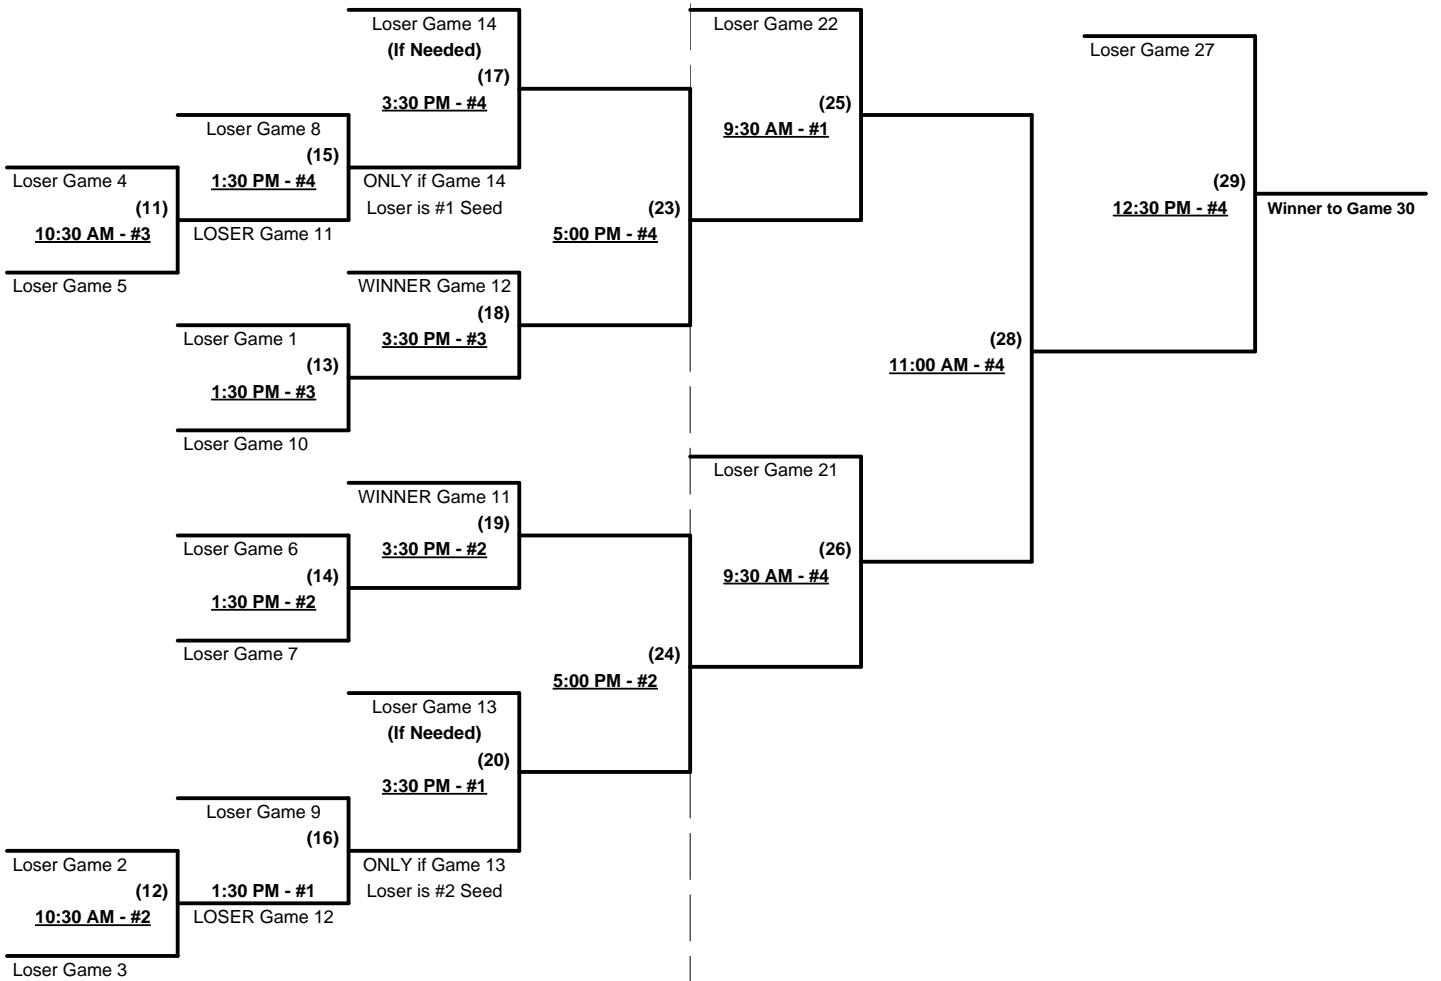 Loser Game 14
(If Needed)
(17)
3:30 PM - #4
Loser Game 8
(15)
1:30 PM - #4
ONLY if Game 14
Loser is #1 Seed
Loser Game 4
(11)
10:30 AM - #3
LOSER Game 11
Loser Game 5
WINNER Game 12
(18)
3:30 PM - #3
Loser Game 1
(13)
1:30 PM - #3
Loser Game 10
(23)
5:00 PM - #4
WINNER Game 11
(19)
3:30 PM - #2
Loser Game 6
(14)
1:30 PM - #2
Loser Game 7
(24)
5:00 PM - #2
Loser Game 13
(If Needed)
(20)
3:30 PM - #1
Loser Game 9
(16)
1:30 PM - #1
ONLY if Game 13
Loser is #2 Seed
Loser Game 2
(12)
10:30 AM - #2
LOSER Game 12
Loser Game 3
Loser Game 22
(25)
9:30 AM - #1
(28)
11:00 AM - #4
Loser Game 21
(26)
9:30 AM - #4
Loser Game 27
(29)
12:30 PM - #4
Winner to Game 30